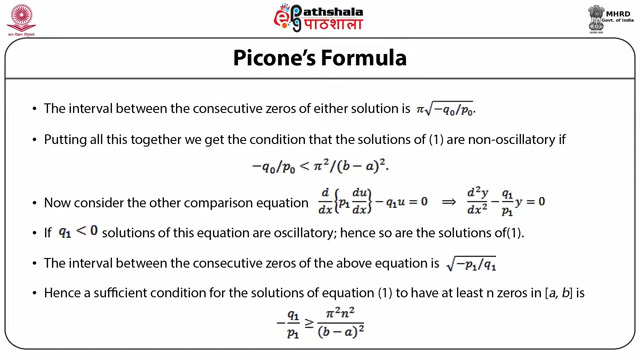 ePathshala
पाठशाला
MHRD
Govt. of India
Picone's Formula
• The interval between the consecutive zeros of either solution is π√(-q₀/p₀).
• Putting all this together we get the condition that the solutions of (1) are non-oscillatory if
-q₀/p₀ < π²/(b − a)².
• Now consider the other comparison equation d/dx{p₁ du/dx} − q₁u = 0 ⟹ d²y/dx² − q₁/p₁ y = 0
• If q₁ < 0 solutions of this equation are oscillatory; hence so are the solutions of(1).
• The interval between the consecutive zeros of the above equation is √(-p₁/q₁)
• Hence a sufficient condition for the solutions of equation (1) to have at least n zeros in [a, b] is
− q₁/p₁ ≥ π²n²/(b − a)²